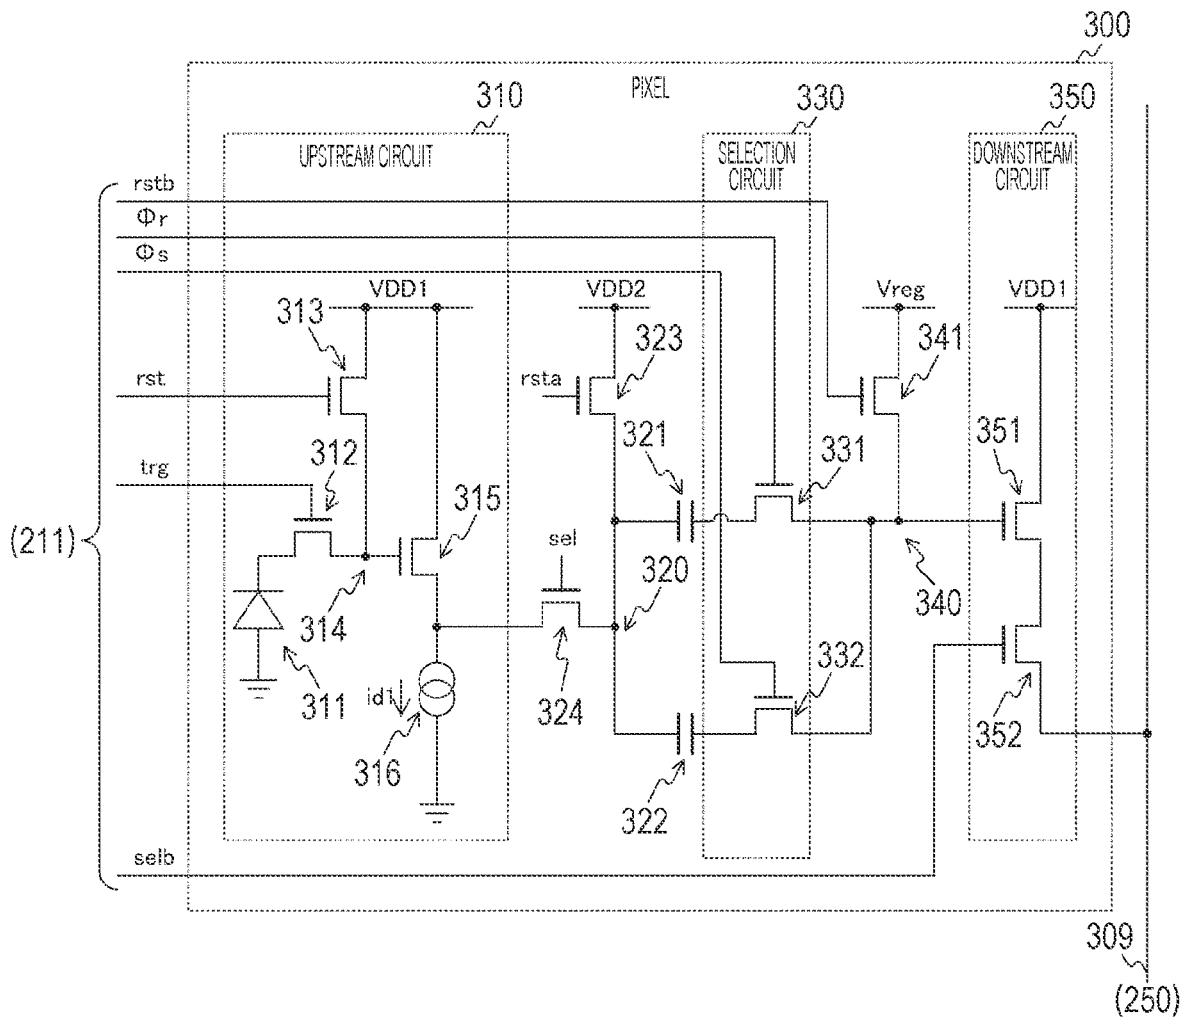 300
PIXEL
310
330
350
UPSTREAM CIRCUIT
SELECTION
CIRCUIT
DOWNSTREAM
CIRCUIT
rstb
Φr
Φs
VDD1
VDD2
Vreg
VDD1
313
323
341
rst
rsta
321
351
312
331
trg
315
(211)
sel
320
340
314
332
311
id1
324
352
316
322
selb
309
(250)